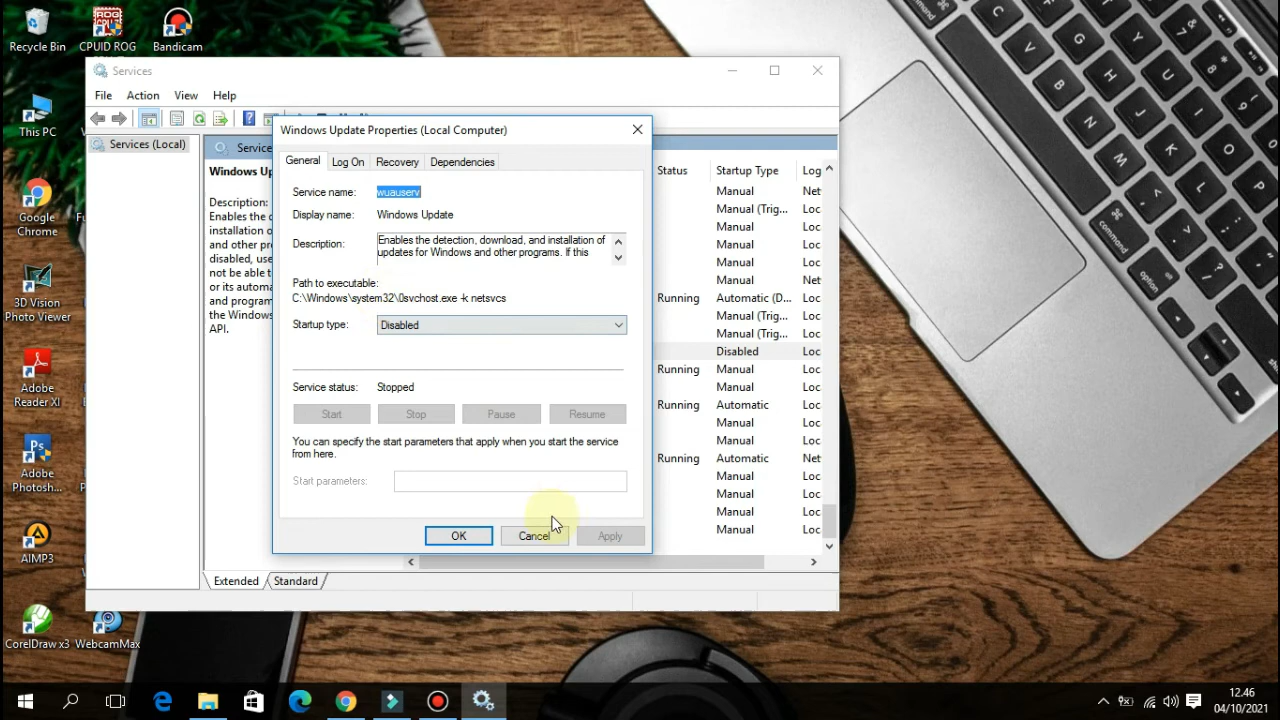 Recycle Bin
CPUID ROG
Bandicam
This PC
Google
Chrome
3D Vision
Photo Viewer
Adobe
Reader XI
Adobe
Photosh...
AIMP3
CorelDraw x3
WebcamMax
Services
File Action View Help
Services (Local)
Windows Update Properties (Local Computer)
General Log On Recovery Dependencies
Service name: wuauserv
Display name: Windows Update
Description: Enables the detection, download, and installation of
updates for Windows and other programs. If this
Path to executable:
C:\Windows\system32\0svchost.exe -k netsvcs
Startup type: Disabled
Service status: Stopped
Start Stop Pause Resume
You can specify the start parameters that apply when you start the service
from here.
Start parameters:
OK Cancel Apply
Description:
Enables the
installation o
and other pr
disabled, use
not be able t
or its automa
and program
the Windows
API.
Status Startup Type Log
Manual Net
Manual (Trig... Loc
Manual Loc
Manual Loc
Manual Loc
Manual Net
Running Automatic (D... Loc
Manual (Trig... Loc
Manual (Trig... Loc
Disabled Loc
Running Manual Loc
Manual Loc
Running Automatic Loc
Manual Loc
Manual Loc
Running Automatic Net
Manual Loc
Manual Loc
Manual Loc
Manual Loc
Extended Standard
12.46
04/10/2021